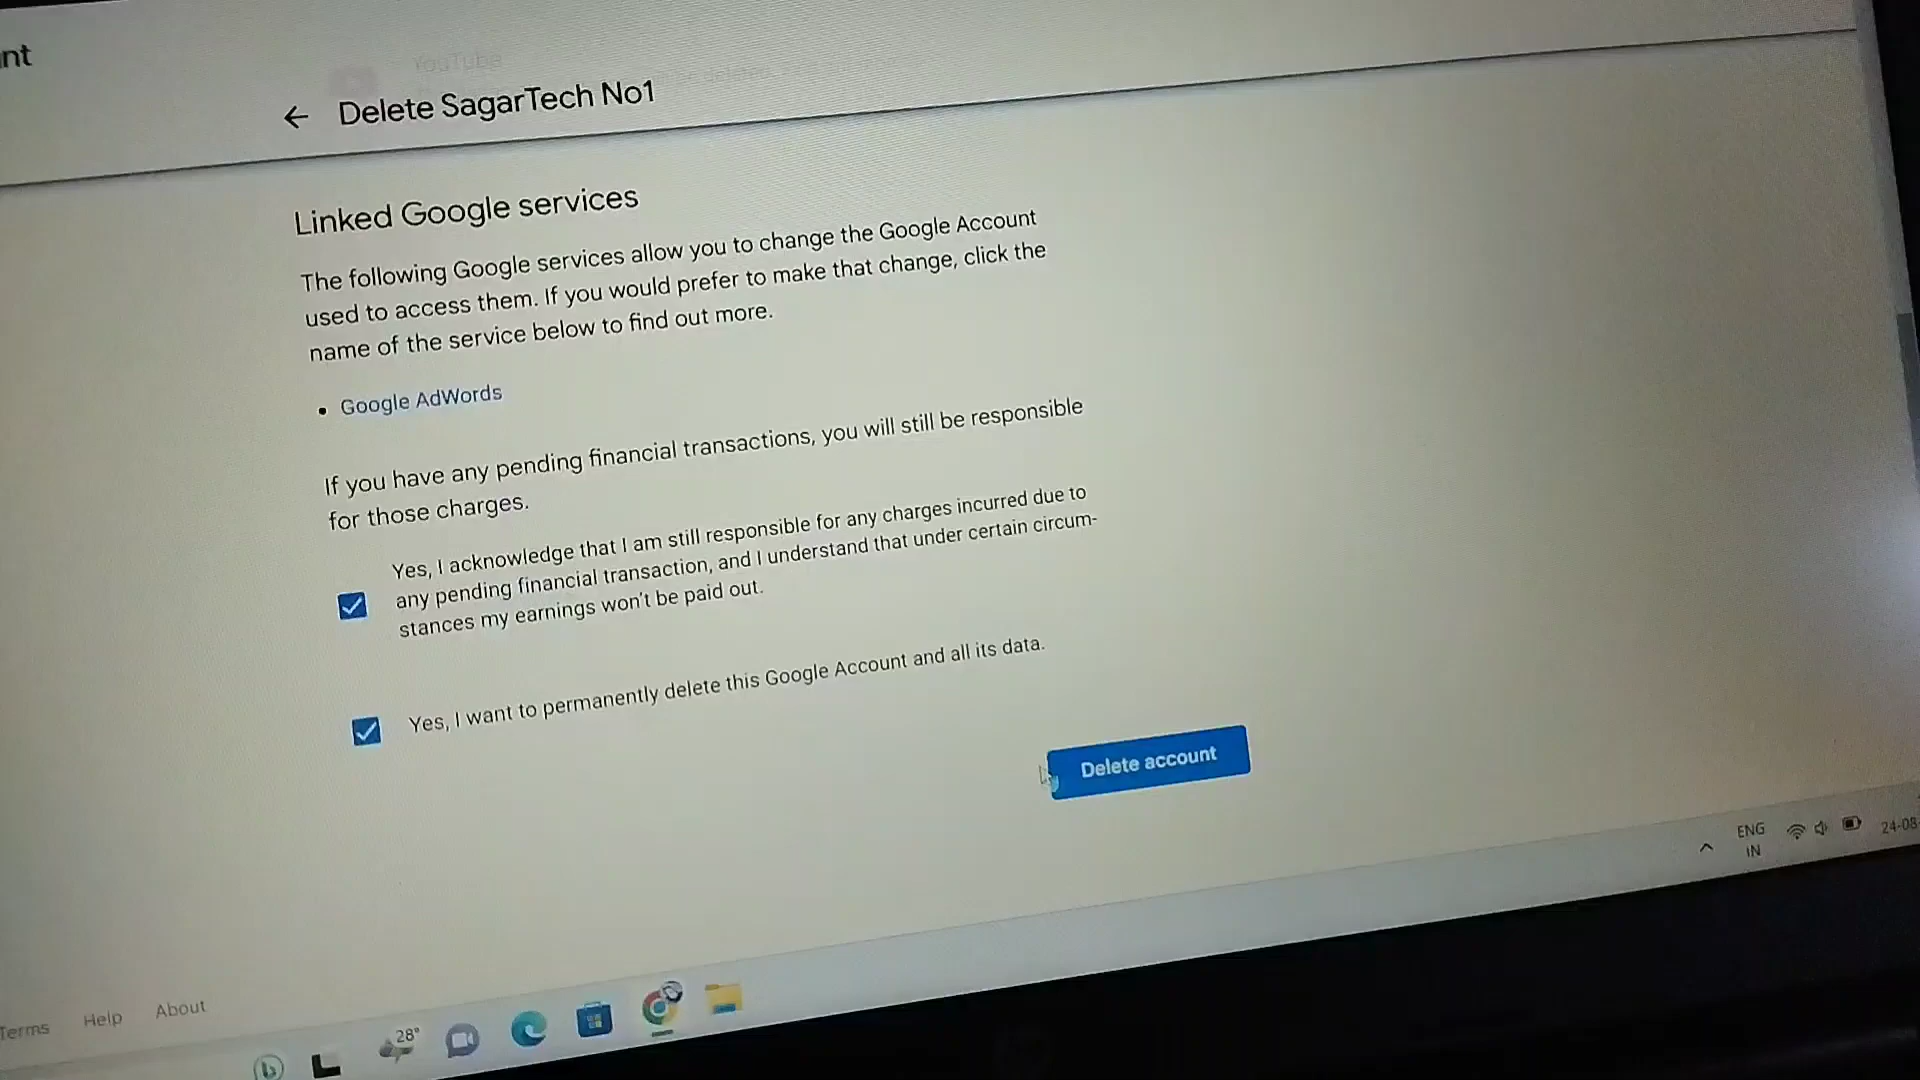 nt
YouTube
← Delete SagarTech No1
Linked Google services
The following Google services allow you to change the Google Account
used to access them. If you would prefer to make that change, click the
name of the service below to find out more.
• Google AdWords
If you have any pending financial transactions, you will still be responsible
for those charges.
Yes, I acknowledge that I am still responsible for any charges incurred due to
any pending financial transaction, and I understand that under certain circum-
stances my earnings won't be paid out.
Yes, I want to permanently delete this Google Account and all its data.
Delete account
ENG
IN
24-08
Terms Help About
28°